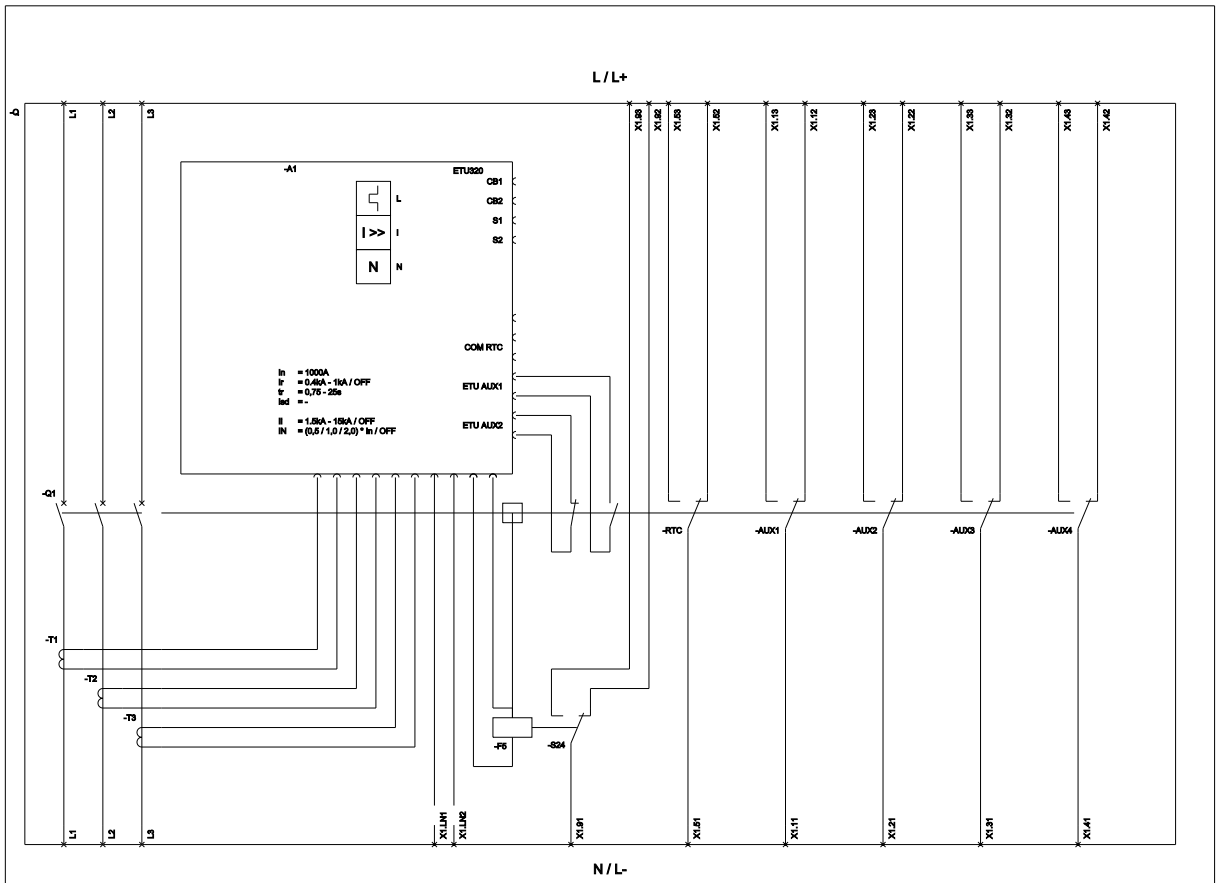 L / L+
-Q
L1
L2
L3
X1.93
X1.92
X1.53
X1.52
X1.13
X1.12
X1.23
X1.22
X1.33
X1.32
X1.43
X1.42
-A1
ETU320
CB1
CB2
S1
S2
L
I >>
I
N
N
COM RTC
ETU AUX1
ETU AUX2
In = 1000A
Ir = 0.4kA - 1kA / OFF
tr = 0,75 - 25s
Isd = -
Ii = 1.5kA - 15kA / OFF
IN = (0,5 / 1,0 / 2,0) * In / OFF
-Q1
-RTC
-AUX1
-AUX2
-AUX3
-AUX4
-T1
-T2
-T3
-F5
-S24
L1
L2
L3
X1.LN1
X1.LN2
X1.91
X1.51
X1.11
X1.21
X1.31
X1.41
N / L-